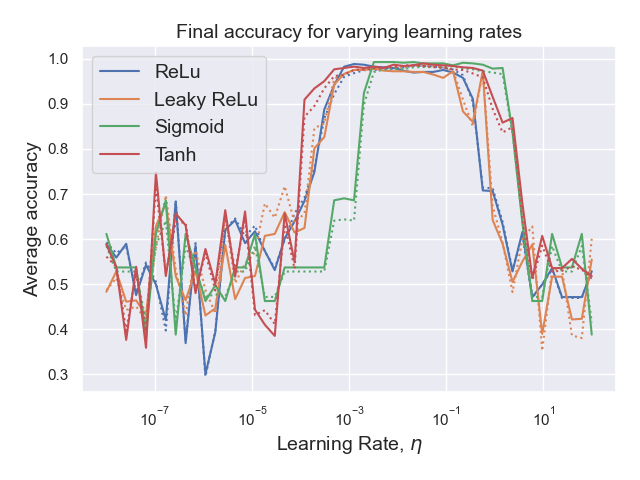 Final accuracy for varying learning rates
1.0
0.9
0.8
0.7
0.6
0.5
0.4
0.3
Average accuracy
ReLu
Leaky ReLu
Sigmoid
Tanh
10⁻⁷ 10⁻⁵ 10⁻³ 10⁻¹ 10¹
Learning Rate, η